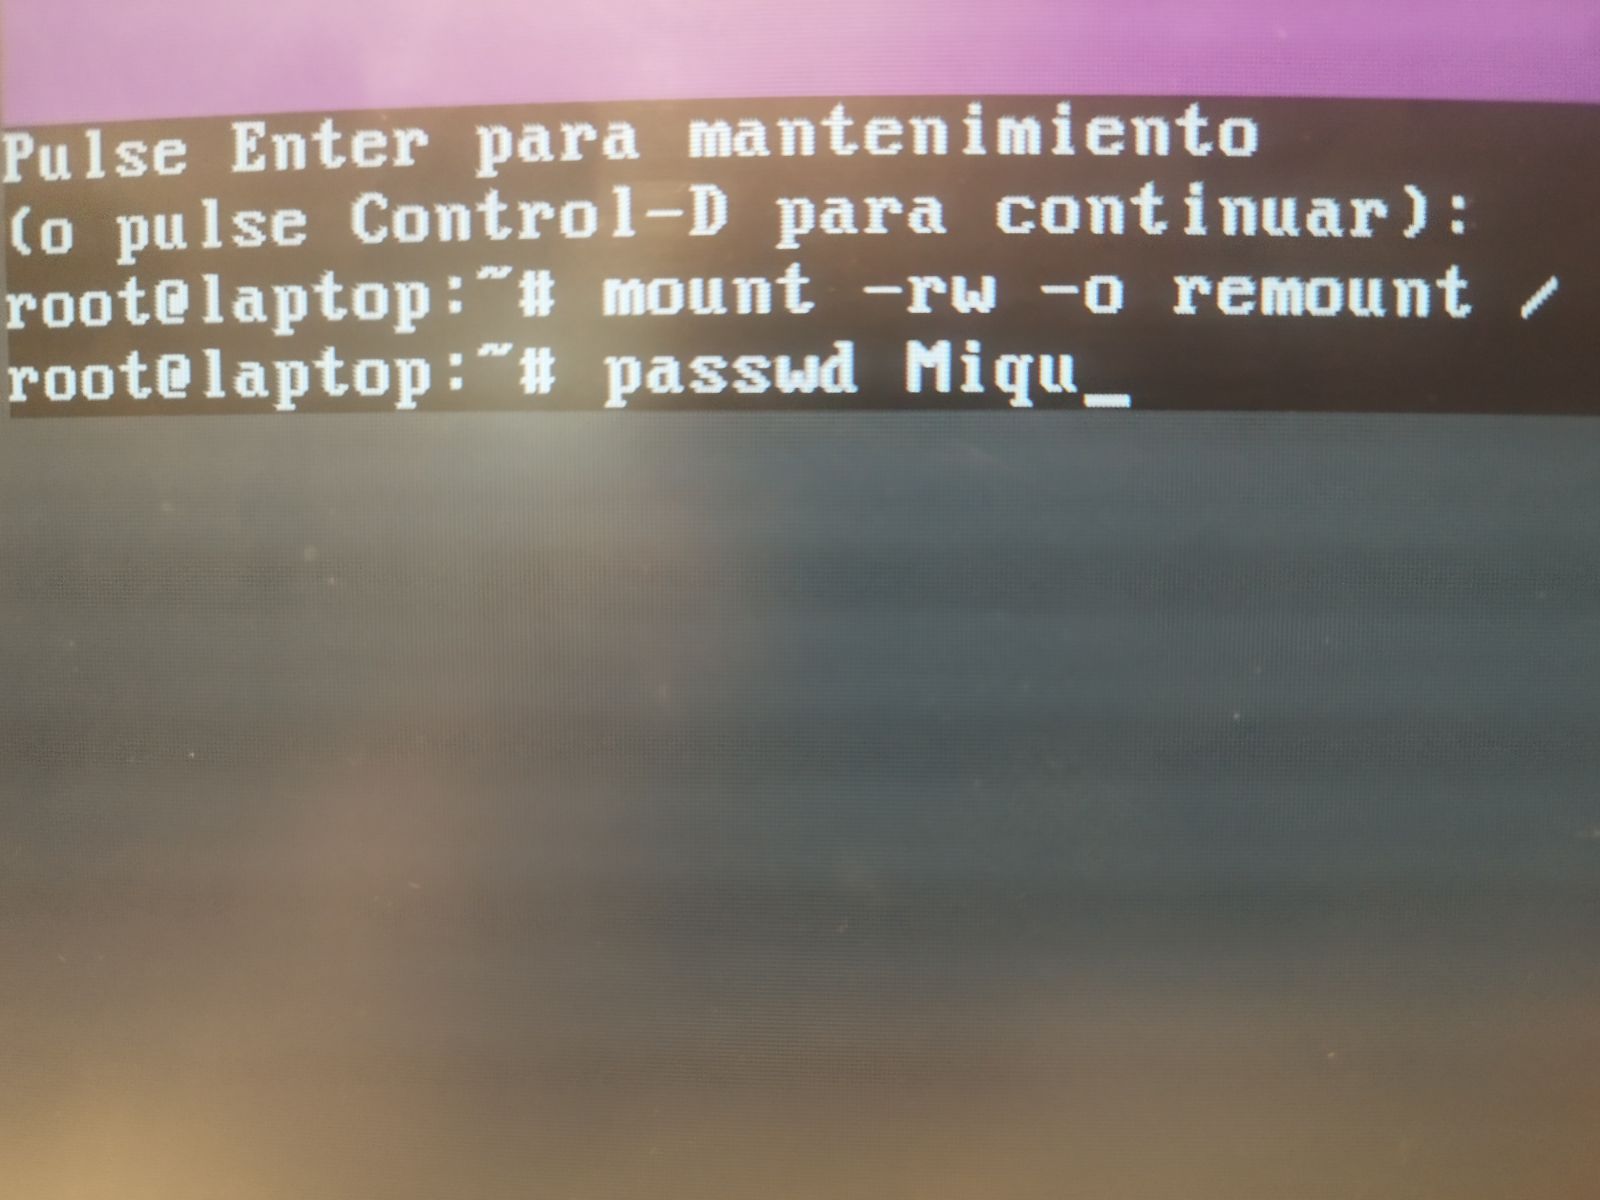 Pulse Enter para mantenimiento
(o pulse Control-D para continuar):
root@laptop:~# mount -rw -o remount /
root@laptop:~# passwd Miqu_